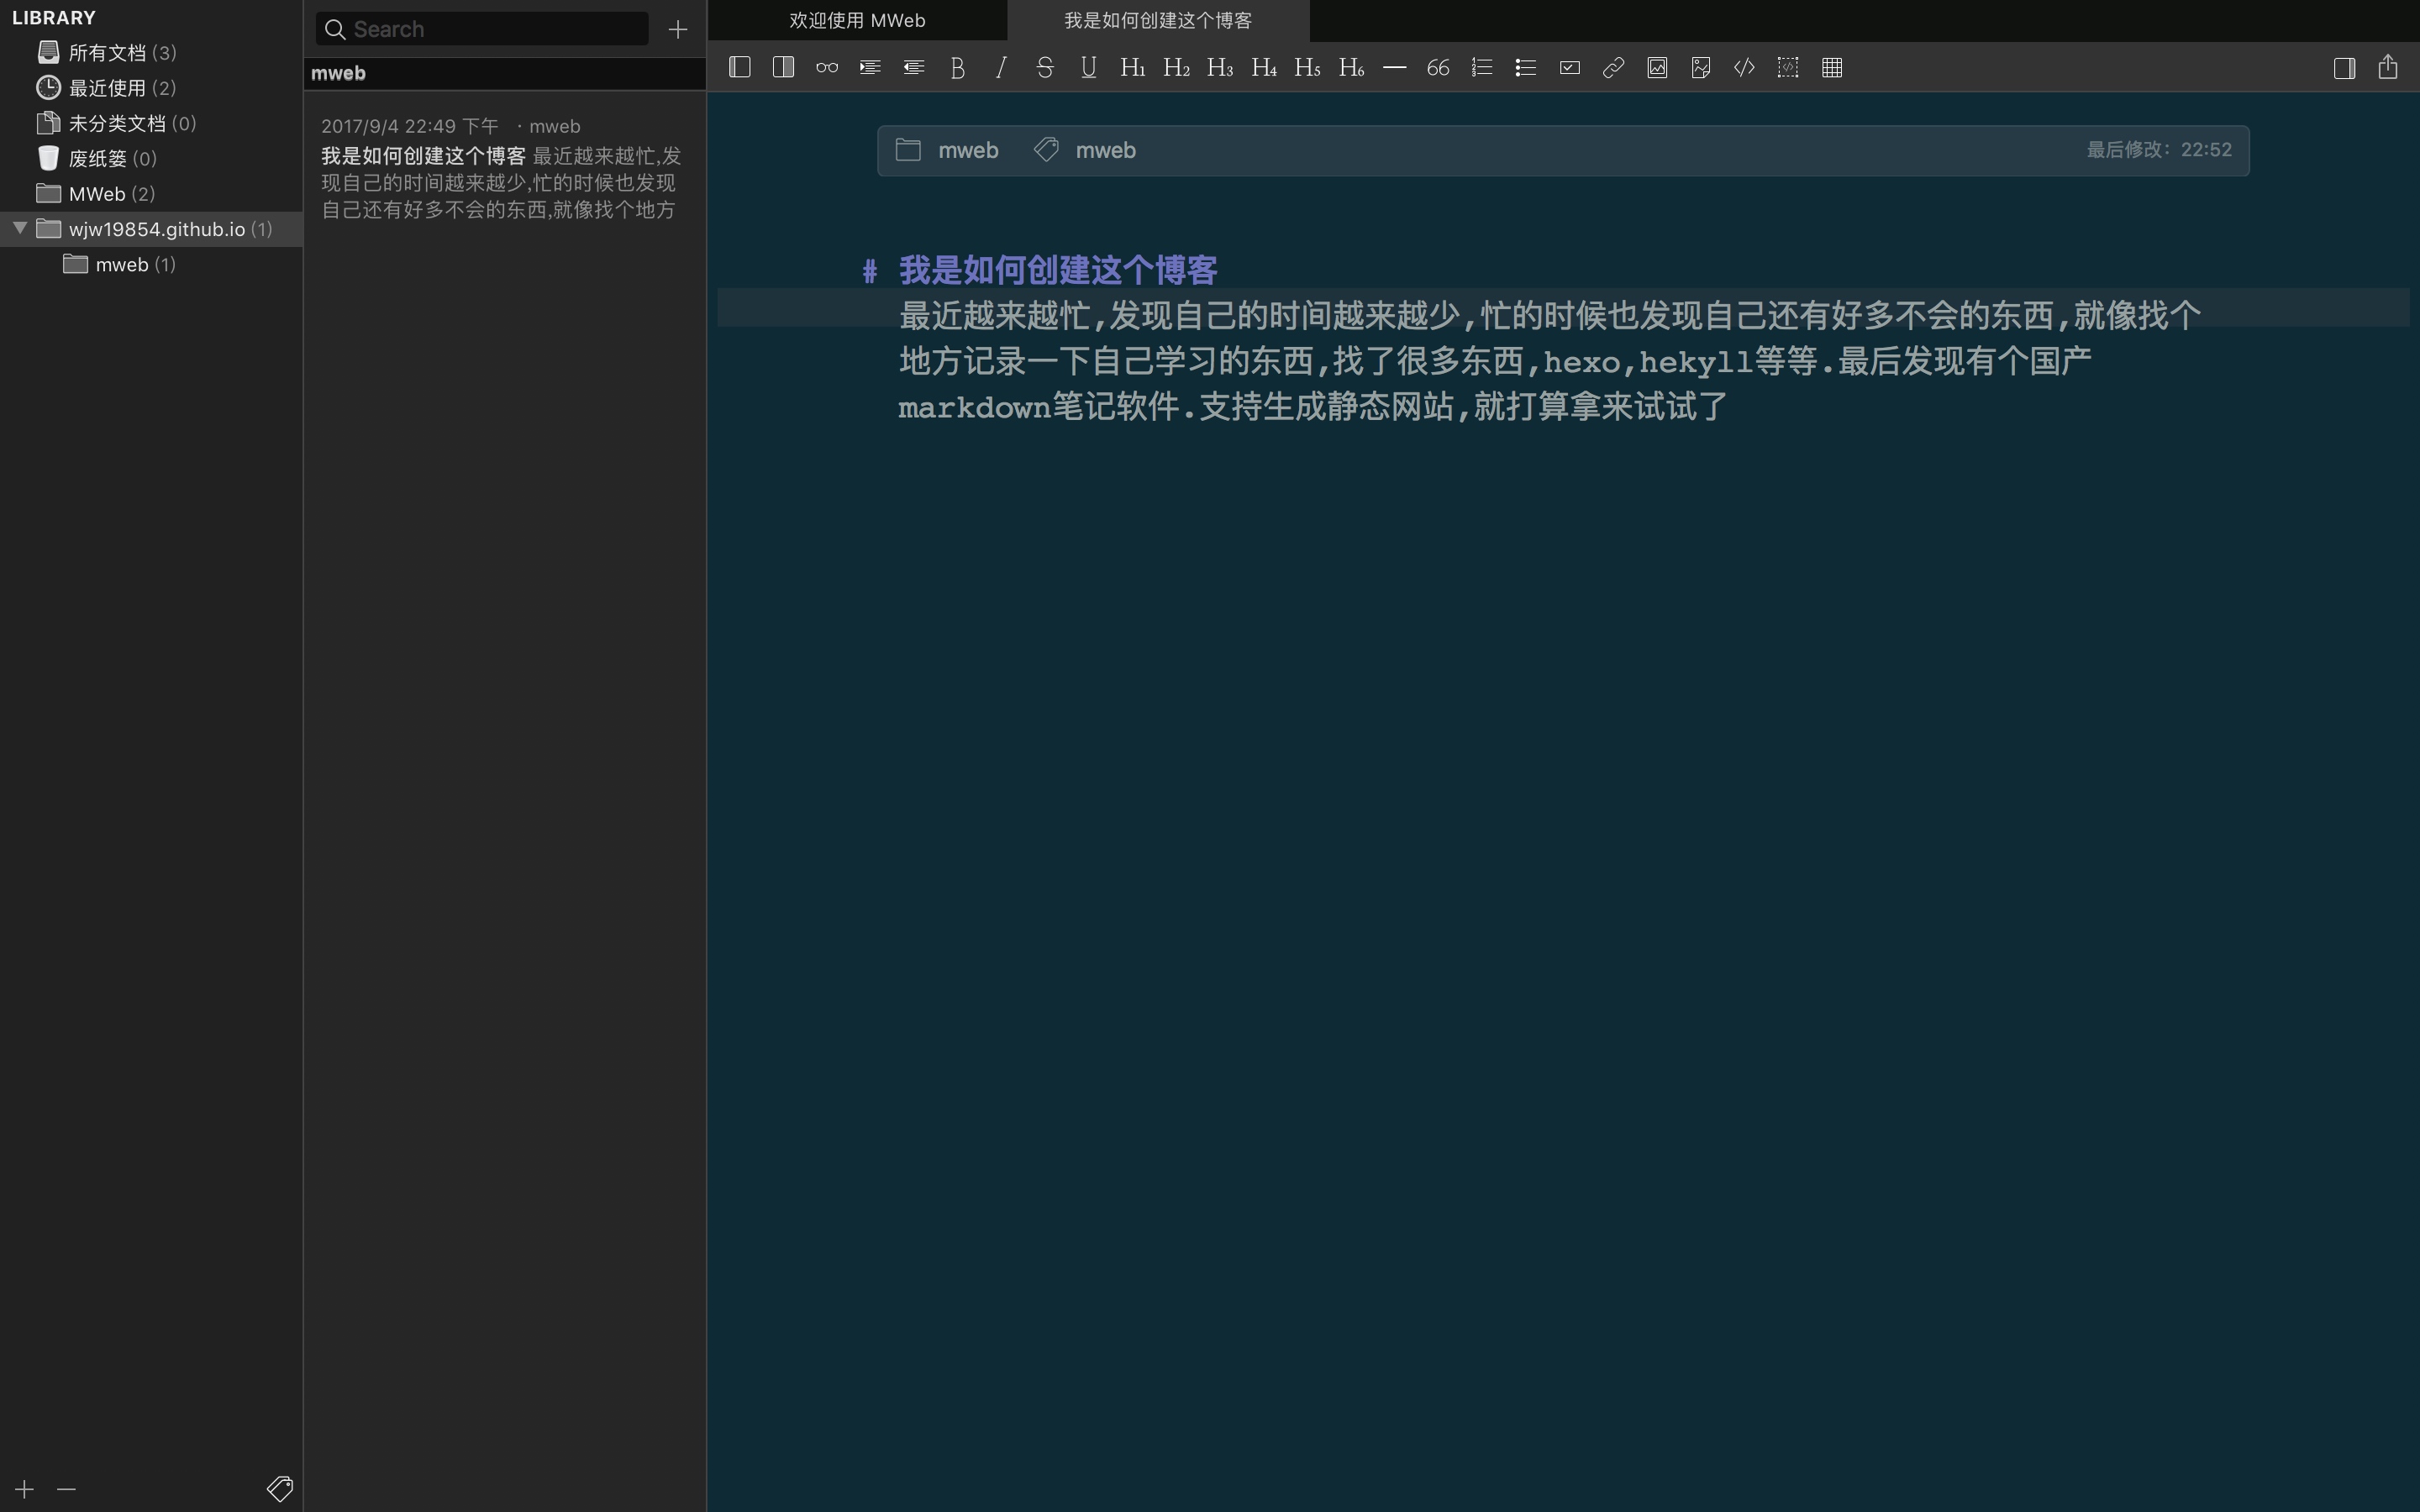 LIBRARY
所有文档 (3)
最近使用 (2)
未分类文档 (0)
废纸篓 (0)
MWeb (2)
wjw19854.github.io (1)
mweb (1)
Search
mweb
2017/9/4 22:49 下午 · mweb
我是如何创建这个博客 最近越来越忙,发
现自己的时间越来越少,忙的时候也发现
自己还有好多不会的东西,就像找个地方
欢迎使用 MWeb
我是如何创建这个博客
B I S U H1 H2 H3 H4 H5 H6 — 66
mweb mweb 最后修改：22:52
# 我是如何创建这个博客
最近越来越忙,发现自己的时间越来越少,忙的时候也发现自己还有好多不会的东西,就像找个
地方记录一下自己学习的东西,找了很多东西,hexo,hekyll等等.最后发现有个国产
markdown笔记软件.支持生成静态网站,就打算拿来试试了